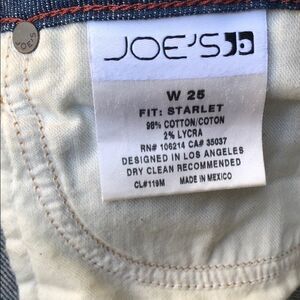 JOE'S
JOE'S
W 25
FIT: STARLET
98% COTTON/COTON
2% LYCRA
RN# 106214 CA# 35037
DESIGNED IN LOS ANGELES
DRY CLEAN RECOMMENDED
CL#119M MADE IN MEXICO